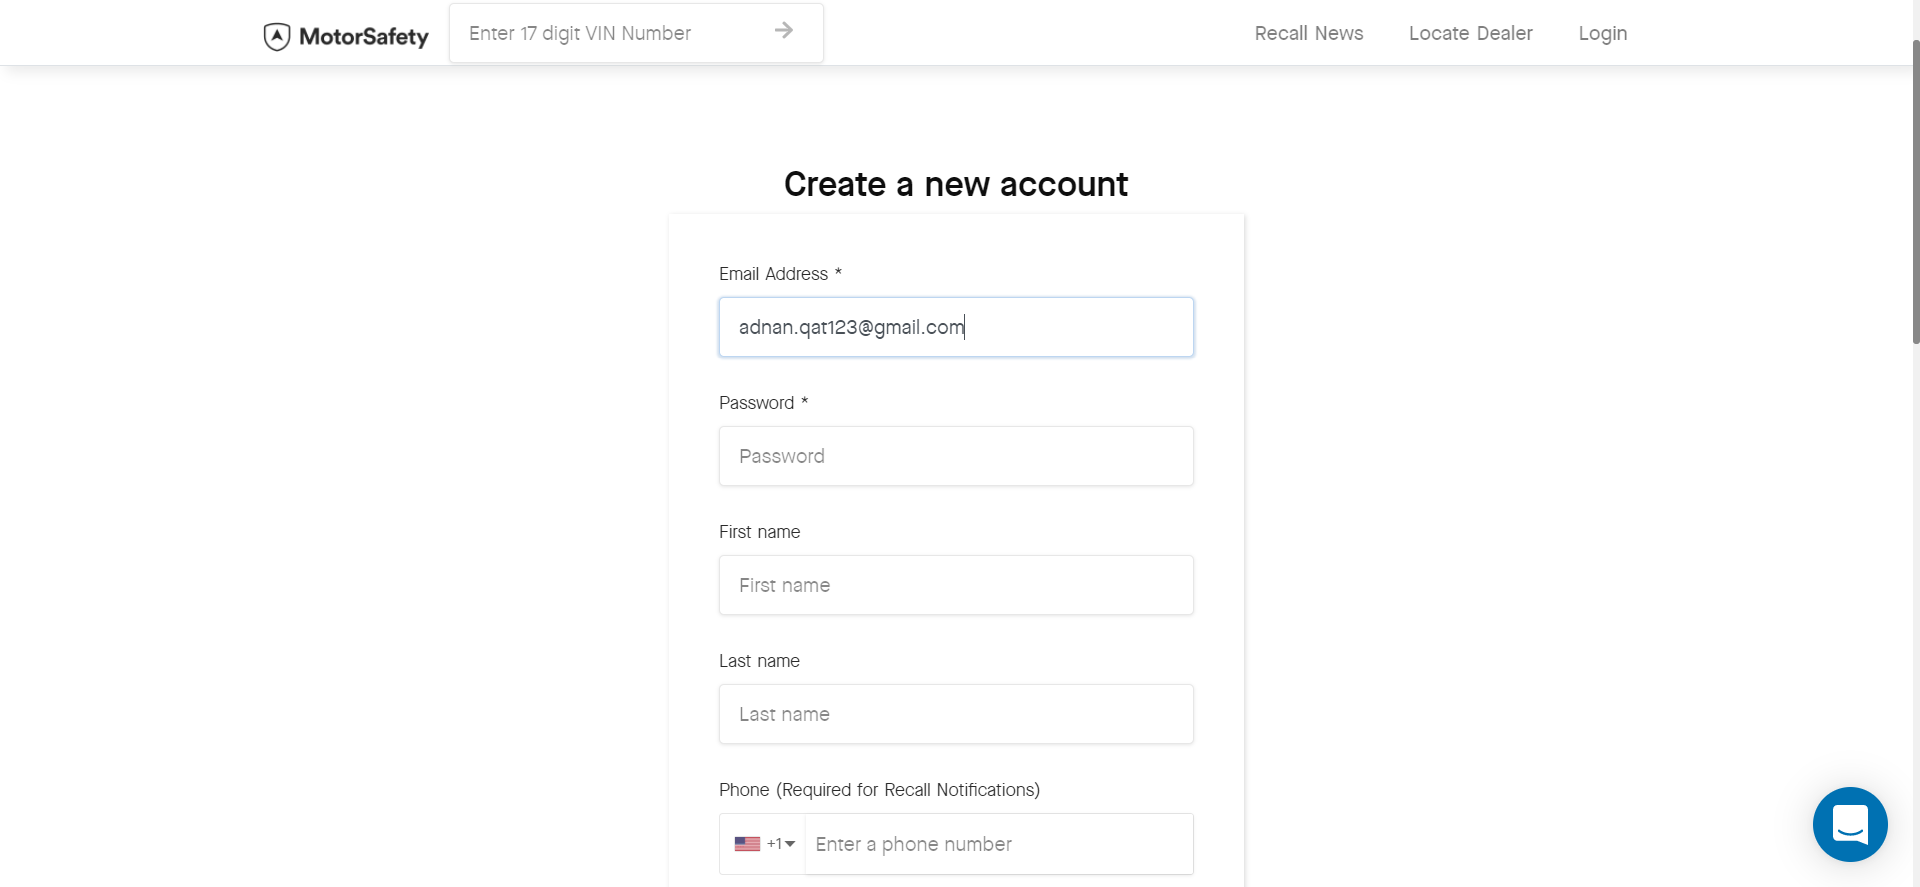 MotorSafety
Enter 17 digit VIN Number
Recall News
Locate Dealer
Login
Create a new account
Email Address *
adnan.qat123@gmail.com
Password *
Password
First name
First name
Last name
Last name
Phone (Required for Recall Notifications)
+1
Enter a phone number